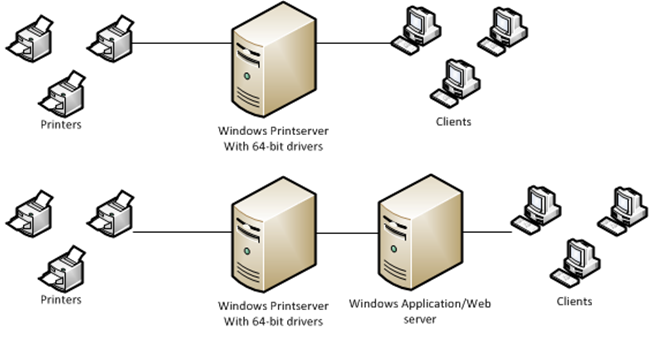 Printers
Clients
Windows Printserver
With 64-bit drivers
Printers
Windows Printserver
With 64-bit drivers
Windows Application/Web
server
Clients